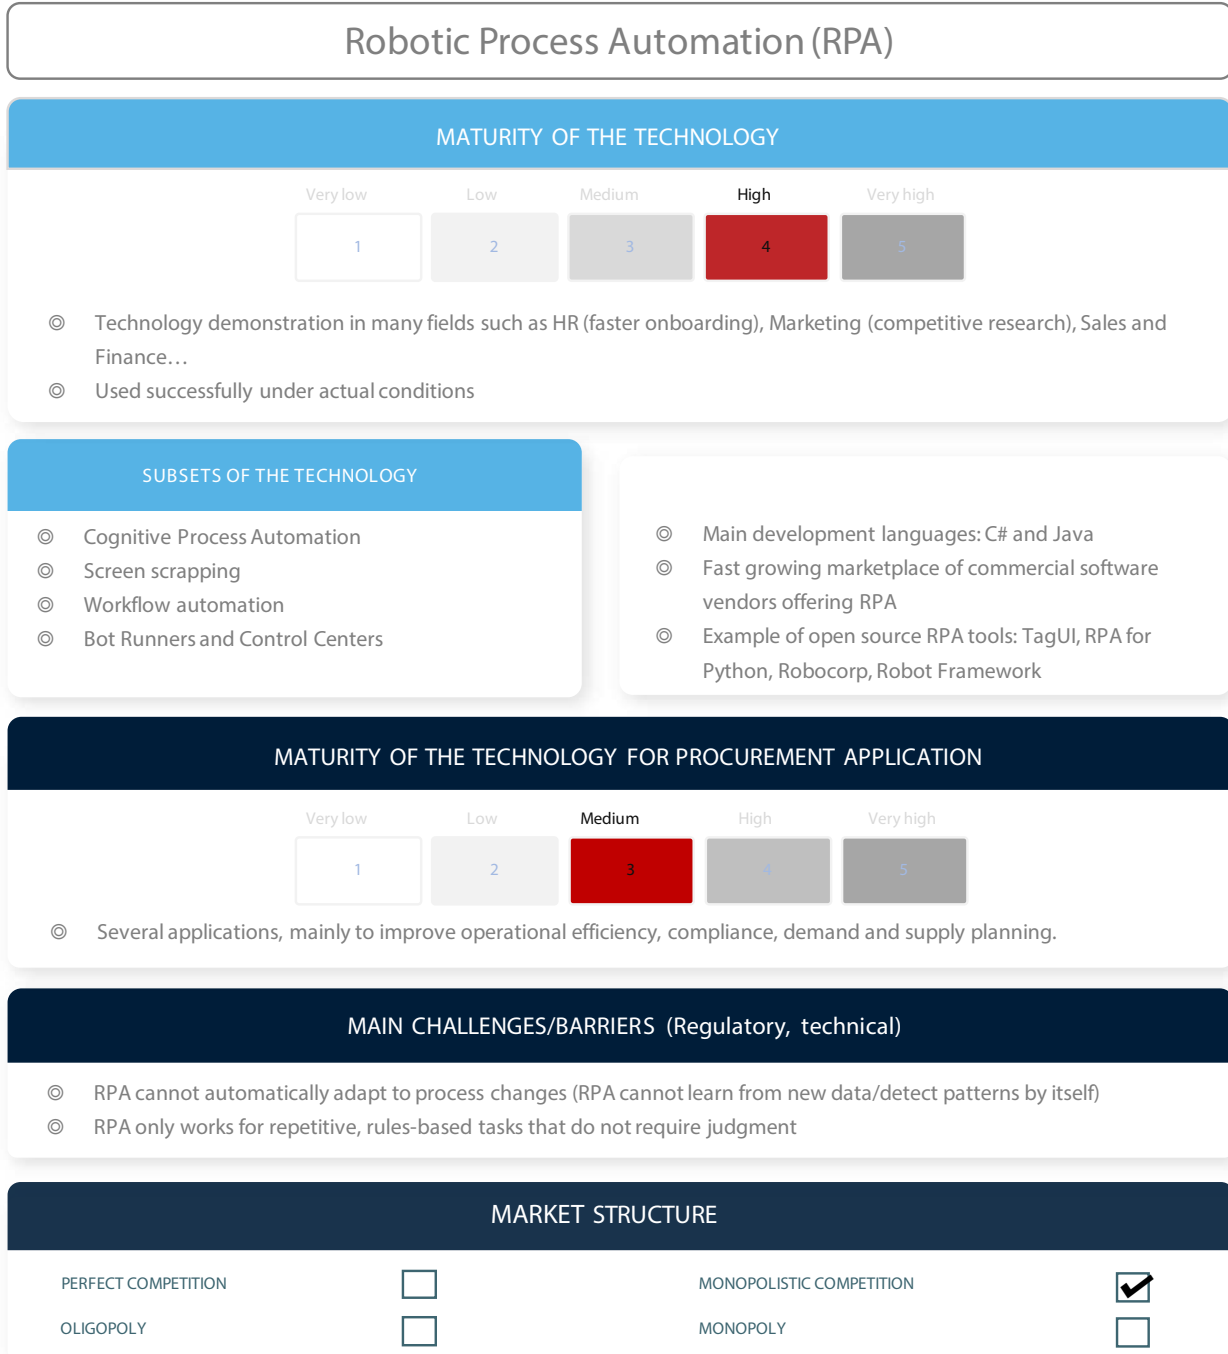 Robotic Process Automation (RPA)
MATURITY OF THE TECHNOLOGY
Very low Low Medium High Very high
1 2 3 4 5
◎ Technology demonstration in many fields such as HR (faster onboarding), Marketing (competitive research), Sales and
Finance…
◎ Used successfully under actual conditions
SUBSETS OF THE TECHNOLOGY
◎ Cognitive Process Automation
◎ Screen scrapping
◎ Workflow automation
◎ Bot Runners and Control Centers
◎ Main development languages: C# and Java
◎ Fast growing marketplace of commercial software
vendors offering RPA
◎ Example of open source RPA tools: TagUI, RPA for
Python, Robocorp, Robot Framework
MATURITY OF THE TECHNOLOGY FOR PROCUREMENT APPLICATION
Very low Low Medium High Very high
1 2 3 4 5
◎ Several applications, mainly to improve operational efficiency, compliance, demand and supply planning.
MAIN CHALLENGES/BARRIERS (Regulatory, technical)
◎ RPA cannot automatically adapt to process changes (RPA cannot learn from new data/detect patterns by itself)
◎ RPA only works for repetitive, rules-based tasks that do not require judgment
MARKET STRUCTURE
PERFECT COMPETITION MONOPOLISTIC COMPETITION ✔
OLIGOPOLY MONOPOLY